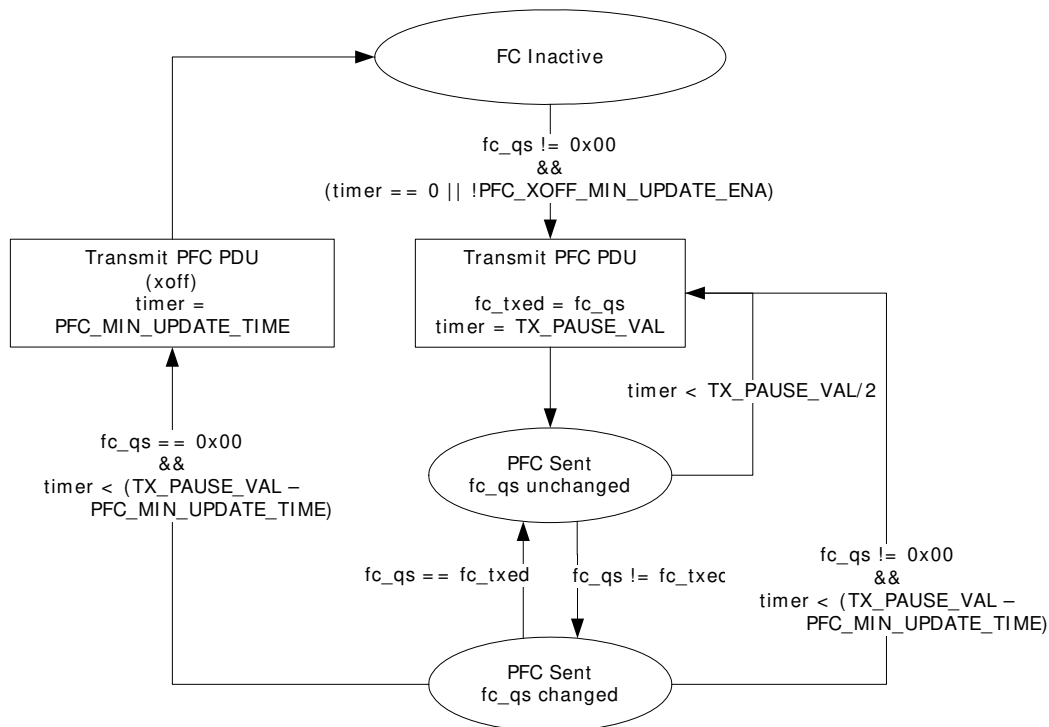 FC Inactive
fc_qs != 0x00
&&
(timer == 0 || !PFC_XOFF_MIN_UPDATE_ENA)
Transmit PFC PDU
(xoff)
timer =
PFC_MIN_UPDATE_TIME
Transmit PFC PDU
fc_txed = fc_qs
timer = TX_PAUSE_VAL
timer < TX_PAUSE_VAL/2
fc_qs == 0x00
&&
timer < (TX_PAUSE_VAL –
PFC_MIN_UPDATE_TIME)
PFC Sent
fc_qs unchanged
fc_qs == fc_txed
fc_qs != fc_txed
fc_qs != 0x00
&&
timer < (TX_PAUSE_VAL –
PFC_MIN_UPDATE_TIME)
PFC Sent
fc_qs changed